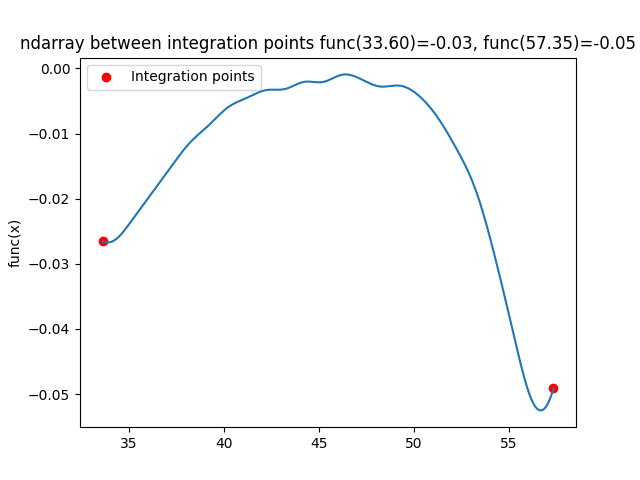 ndarray between integration points func(33.60)=-0.03, func(57.35)=-0.05
Integration points
func(x)
0.00
−0.01
−0.02
−0.03
−0.04
−0.05
35 40 45 50 55